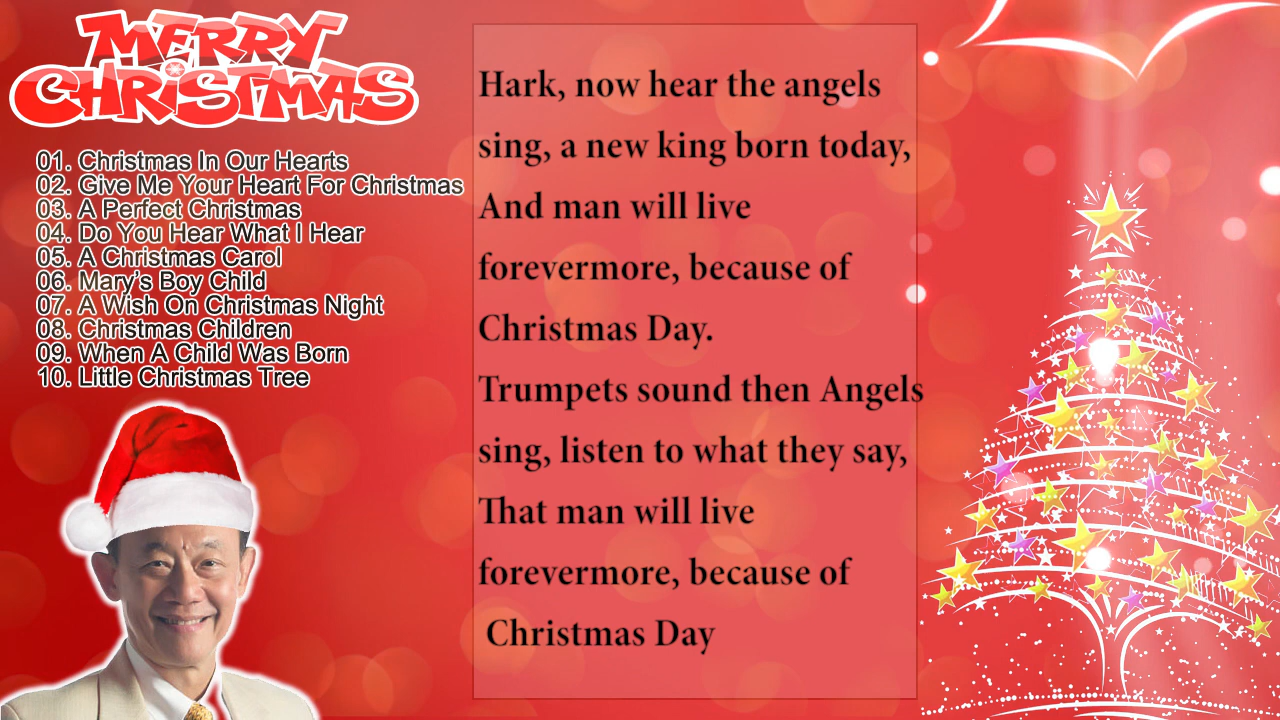 MERRY
CHRISTMAS
01. Christmas In Our Hearts
02. Give Me Your Heart For Christmas
03. A Perfect Christmas
04. Do You Hear What I Hear
05. A Christmas Carol
06. Mary's Boy Child
07. A Wish On Christmas Night
08. Christmas Children
09. When A Child Was Born
10. Little Christmas Tree
Hark, now hear the angels
sing, a new king born today,
And man will live
forevermore, because of
Christmas Day.
Trumpets sound then Angels
sing, listen to what they say,
That man will live
forevermore, because of
Christmas Day